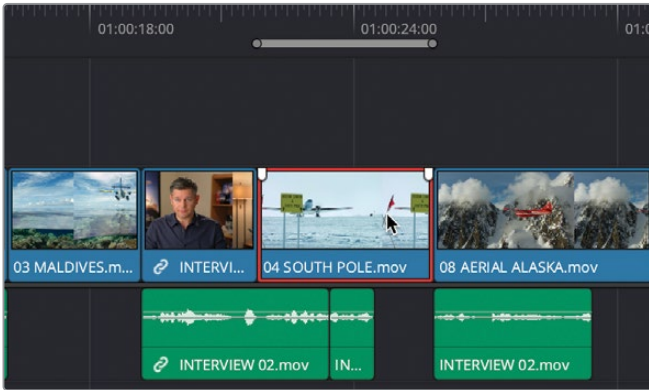 01:00:18:00
01:00:24:00
03 MALDIVES.m...
INTERVI...
04 SOUTH POLE.mov
08 AERIAL ALASKA.mov
INTERVIEW 02.mov
IN...
INTERVIEW 02.mov